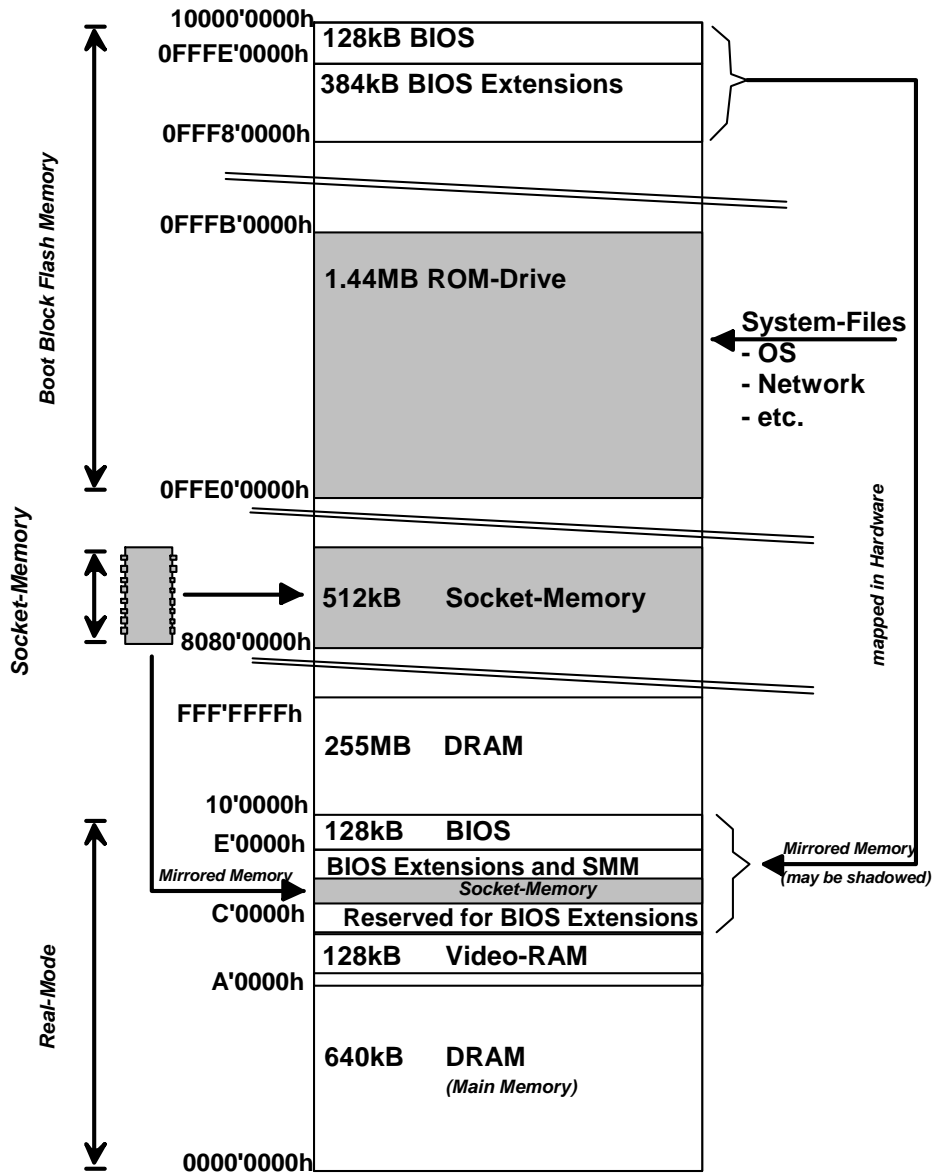 10000'0000h
128kB BIOS
0FFFE'0000h
384kB BIOS Extensions
0FFF8'0000h
Boot Block Flash Memory
0FFFB'0000h
1.44MB ROM-Drive
System-Files
- OS
- Network
- etc.
0FFE0'0000h
mapped in Hardware
Socket-Memory
512kB Socket-Memory
8080'0000h
FFF'FFFFh
255MB DRAM
10'0000h
128kB BIOS
E'0000h
BIOS Extensions and SMM
Mirrored Memory
(may be shadowed)
Mirrored Memory
Socket-Memory
C'0000h
Reserved for BIOS Extensions
128kB Video-RAM
A'0000h
Real-Mode
640kB DRAM
(Main Memory)
0000'0000h